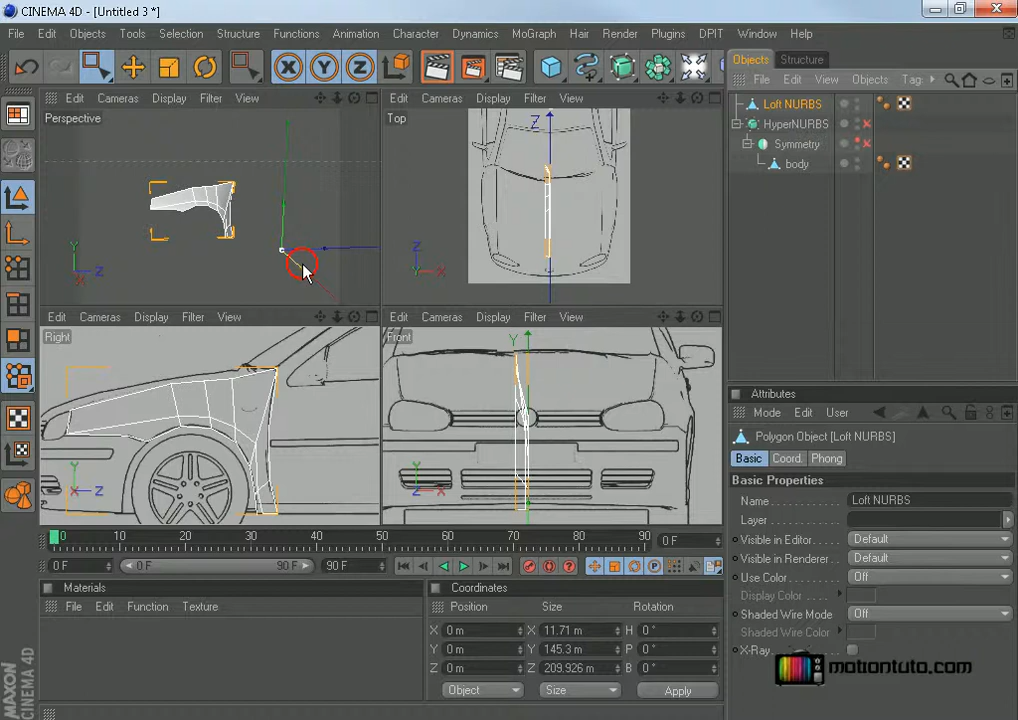 CINEMA 4D - [Untitled 3 *]
File Edit Objects Tools Selection Structure Functions Animation Character Dynamics MoGraph Hair Render Plugins DPIT Window Help
X Y Z
Objects Structure
File Edit View Objects Tag
Edit Cameras Display Filter View
Perspective
Edit Cameras Display Filter View
Top
Loft NURBS
HyperNURBS
Symmetry
body
Y Z X
Z
Z X Y
Edit Cameras Display Filter View
Right
Edit Cameras Display Filter View
Front
Y
Y X Z
Y Z X
Attributes
Mode Edit User
Polygon Object [Loft NURBS]
Basic Coord. Phong
Basic Properties
Name Loft NURBS
Layer
Visible in Editor Default
Visible in Renderer Default
Use Color Off
Display Color
Shaded Wire Mode Off
Shaded Wire Color
X-Ray
0 10 20 30 40 50 60 70 80 90 0 F
0 F 0 F 90 F 90 F
Materials
File Edit Function Texture
Coordinates
Position Size Rotation
X 0 m X 11.71 m H 0 °
Y 0 m Y 145.3 m P 0 °
Z 0 m Z 209.926 m B 0 °
Object Size Apply
MAXON CINEMA 4D
motiontuto.com